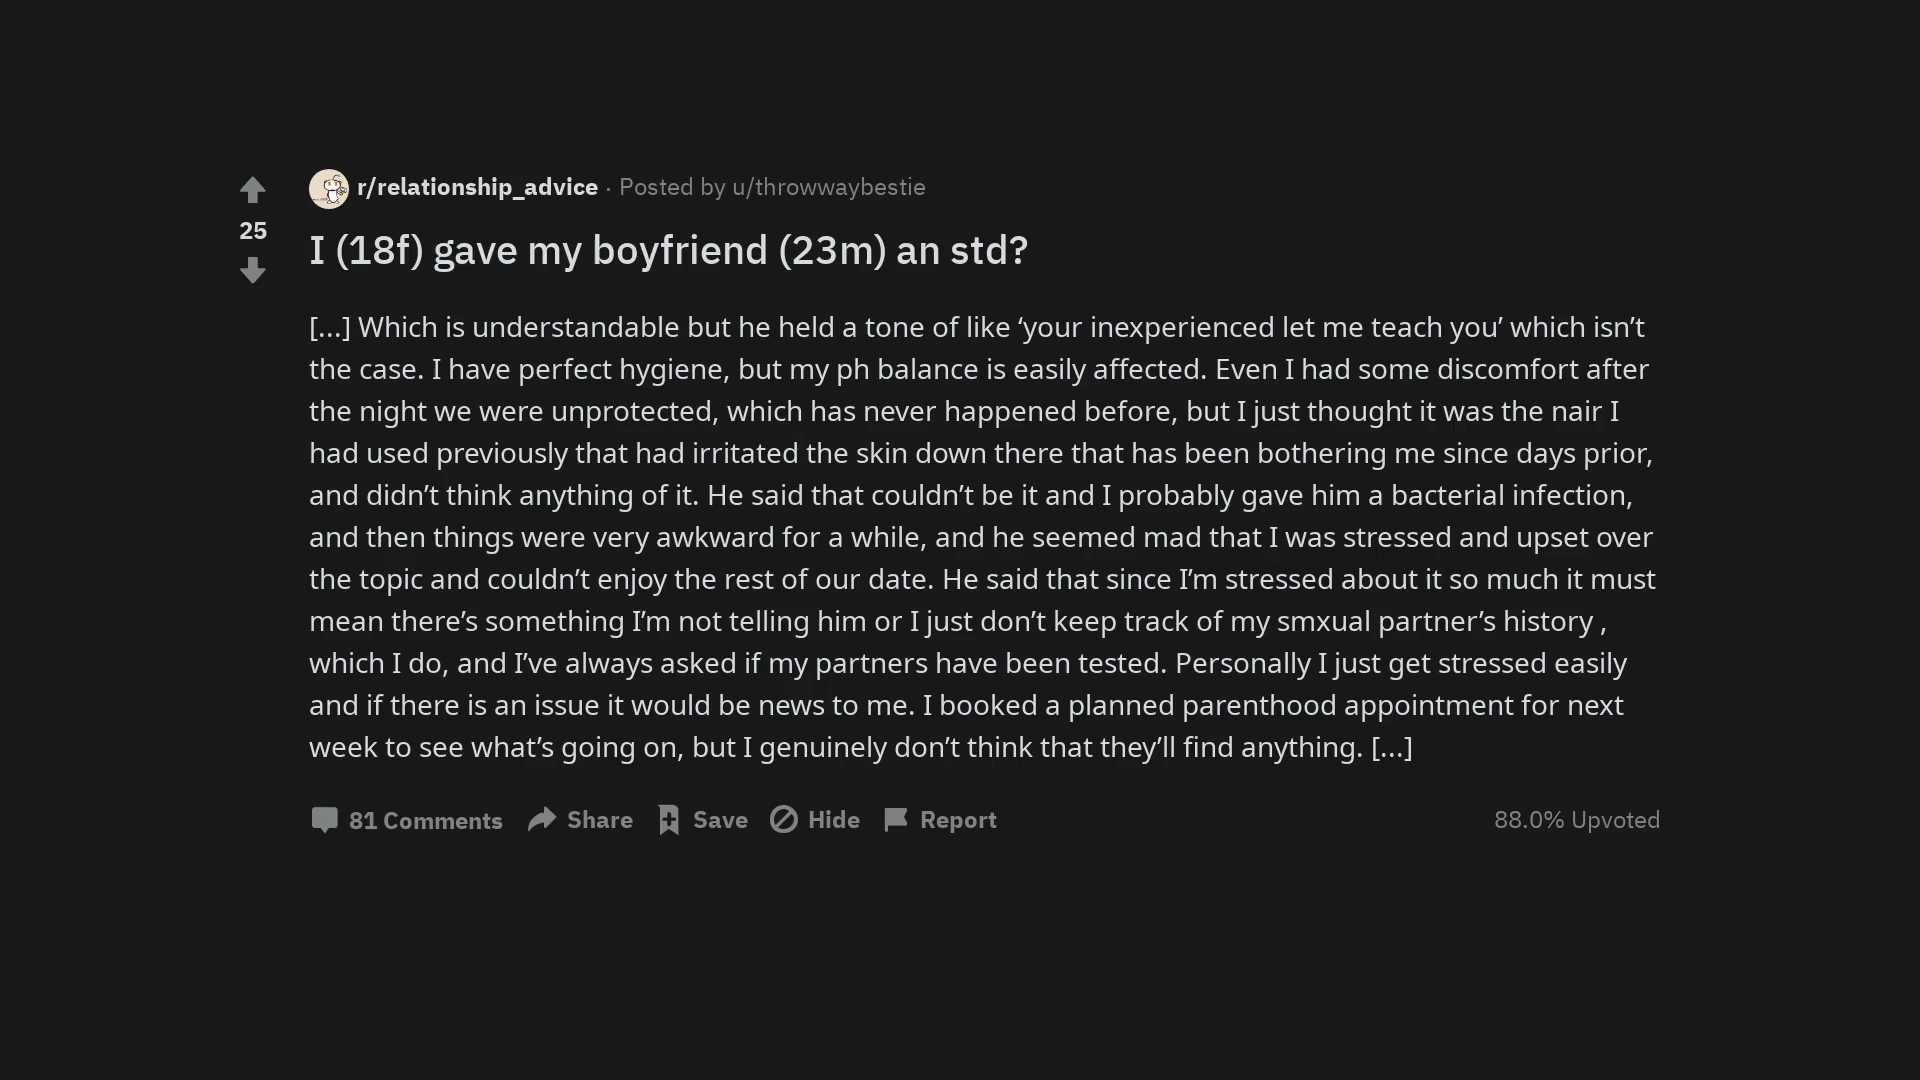 r/relationship_advice · Posted by u/throwwaybestie
25
I (18f) gave my boyfriend (23m) an std?
[...] Which is understandable but he held a tone of like ‘your inexperienced let me teach you’ which isn’t
the case. I have perfect hygiene, but my ph balance is easily affected. Even I had some discomfort after
the night we were unprotected, which has never happened before, but I just thought it was the nair I
had used previously that had irritated the skin down there that has been bothering me since days prior,
and didn’t think anything of it. He said that couldn’t be it and I probably gave him a bacterial infection,
and then things were very awkward for a while, and he seemed mad that I was stressed and upset over
the topic and couldn’t enjoy the rest of our date. He said that since I’m stressed about it so much it must
mean there’s something I’m not telling him or I just don’t keep track of my smxual partner’s history ,
which I do, and I’ve always asked if my partners have been tested. Personally I just get stressed easily
and if there is an issue it would be news to me. I booked a planned parenthood appointment for next
week to see what’s going on, but I genuinely don’t think that they’ll find anything. [...]
81 Comments Share Save Hide Report 88.0% Upvoted